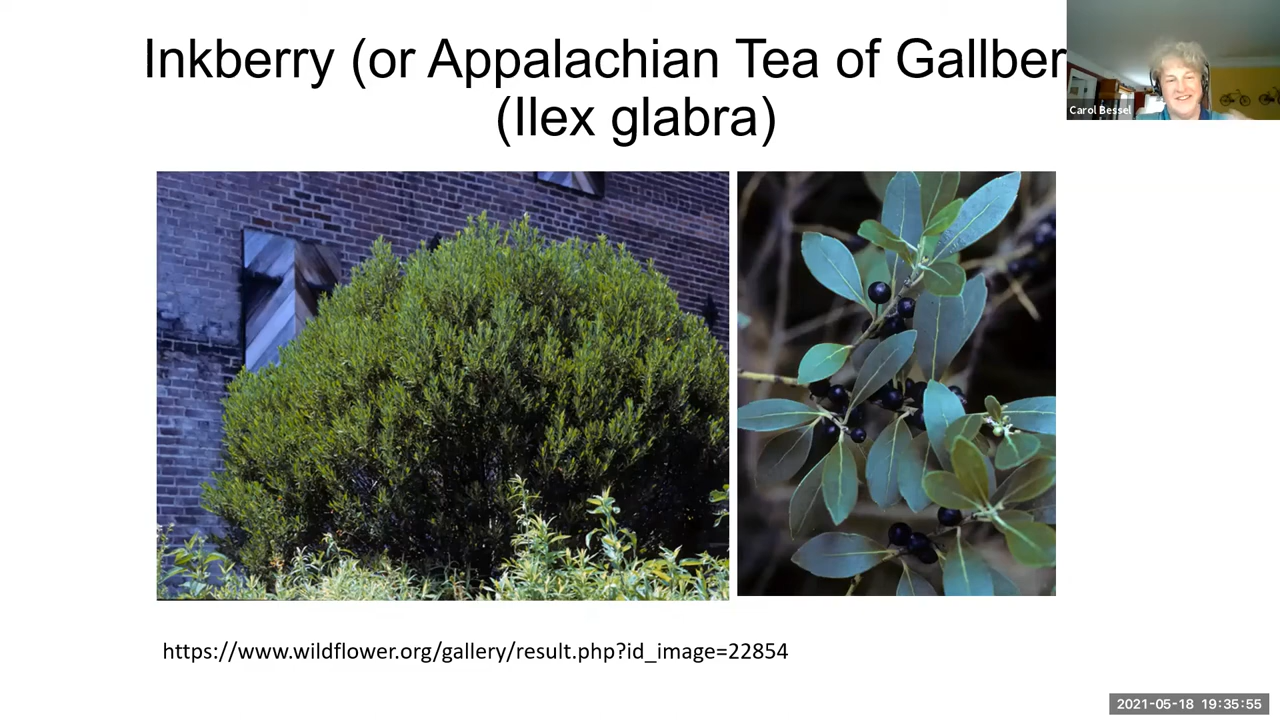 Inkberry (or Appalachian Tea of Gallber
(Ilex glabra)
Carol Bessel
https://www.wildflower.org/gallery/result.php?id_image=22854
2021-05-18 19:35:55